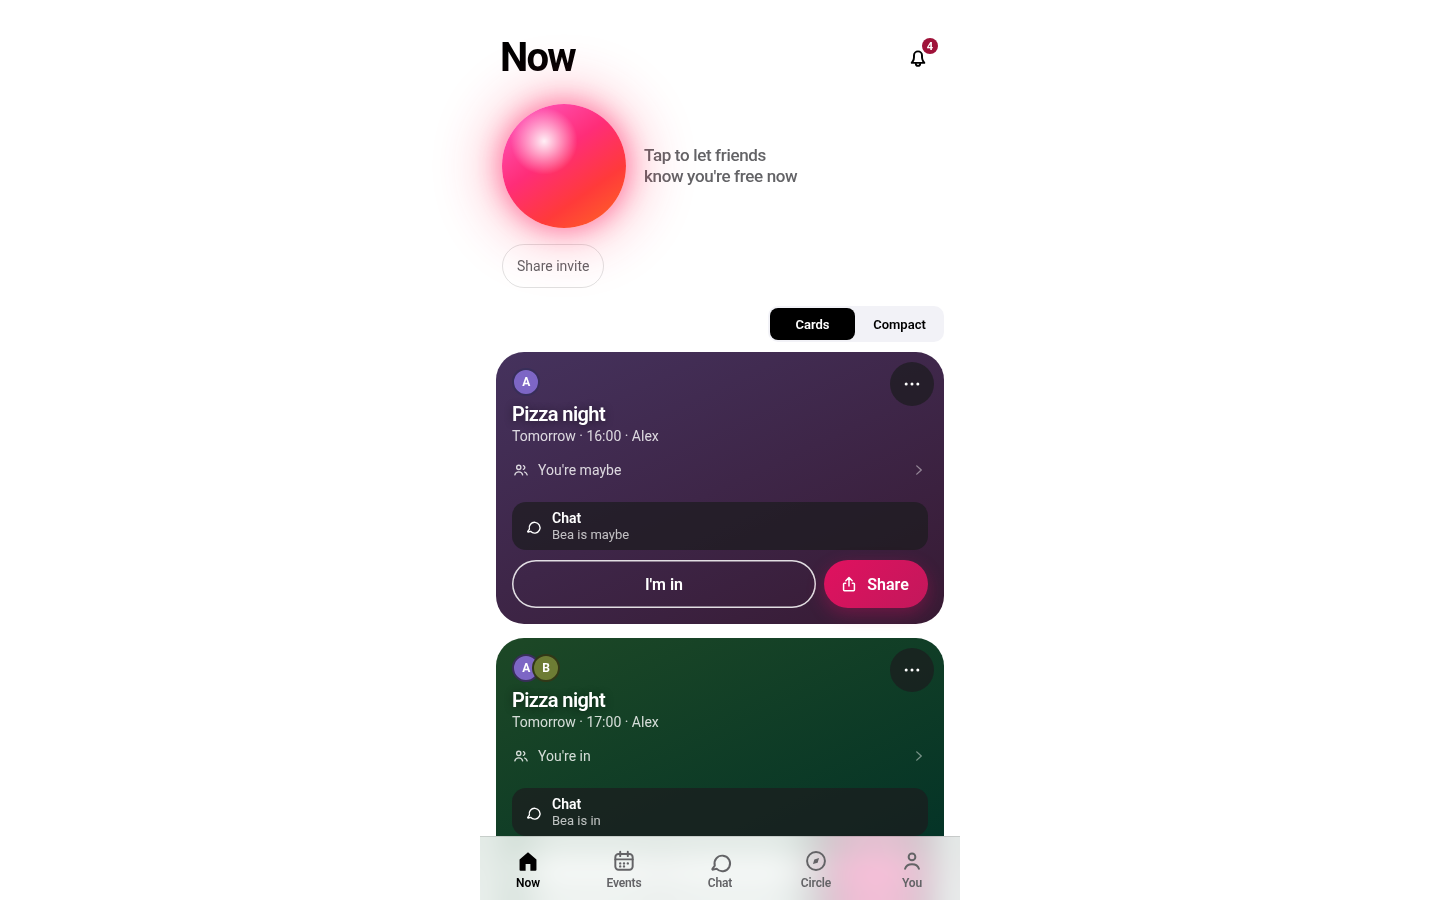 Now
4
Tap to let friends
know you're free now
Share invite
Cards
Compact
A
Pizza night
Tomorrow · 16:00 · Alex
You're maybe
Chat
Bea is maybe
I'm in
Share
A
B
Pizza night
Tomorrow · 17:00 · Alex
You're in
Chat
Bea is in
Now
Events
Chat
Circle
You